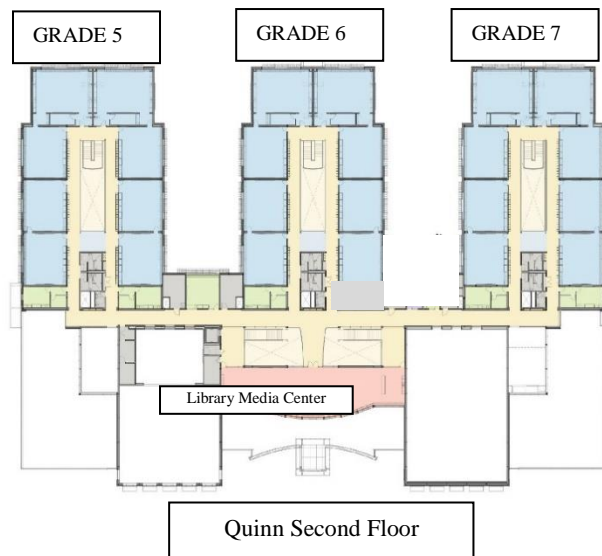 GRADE 5
GRADE 6
GRADE 7
Library Media Center
Quinn Second Floor